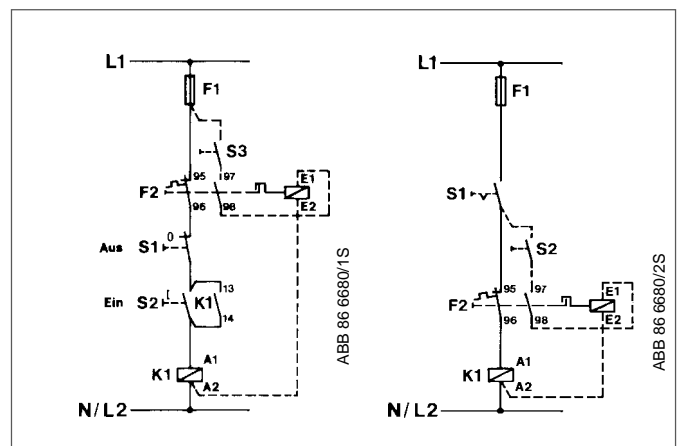 L1
F1
S3
95 97
F2 E1
E2
96 98
0
Aus S1
13
Ein S2 K1
14
A1
K1
A2
N/L2
ABB 86 6680/1S
L1
F1
S1
S2
95 97
F2 E1
E2
96 98
A1
K1
A2
N/L2
ABB 86 6680/2S